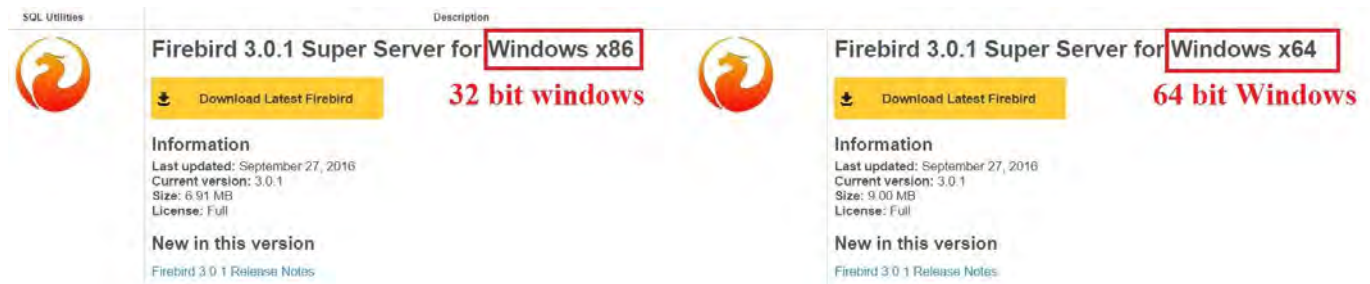 SQL Utilities
Description
Firebird 3.0.1 Super Server for Windows x86
Download Latest Firebird
32 bit windows
Information
Last updated: September 27, 2016
Current version: 3.0.1
Size: 6.91 MB
License: Full
New in this version
Firebird 3.0.1 Release Notes
Firebird 3.0.1 Super Server for Windows x64
Download Latest Firebird
64 bit Windows
Information
Last updated: September 27, 2016
Current version: 3.0.1
Size: 9.00 MB
License: Full
New in this version
Firebird 3.0.1 Release Notes